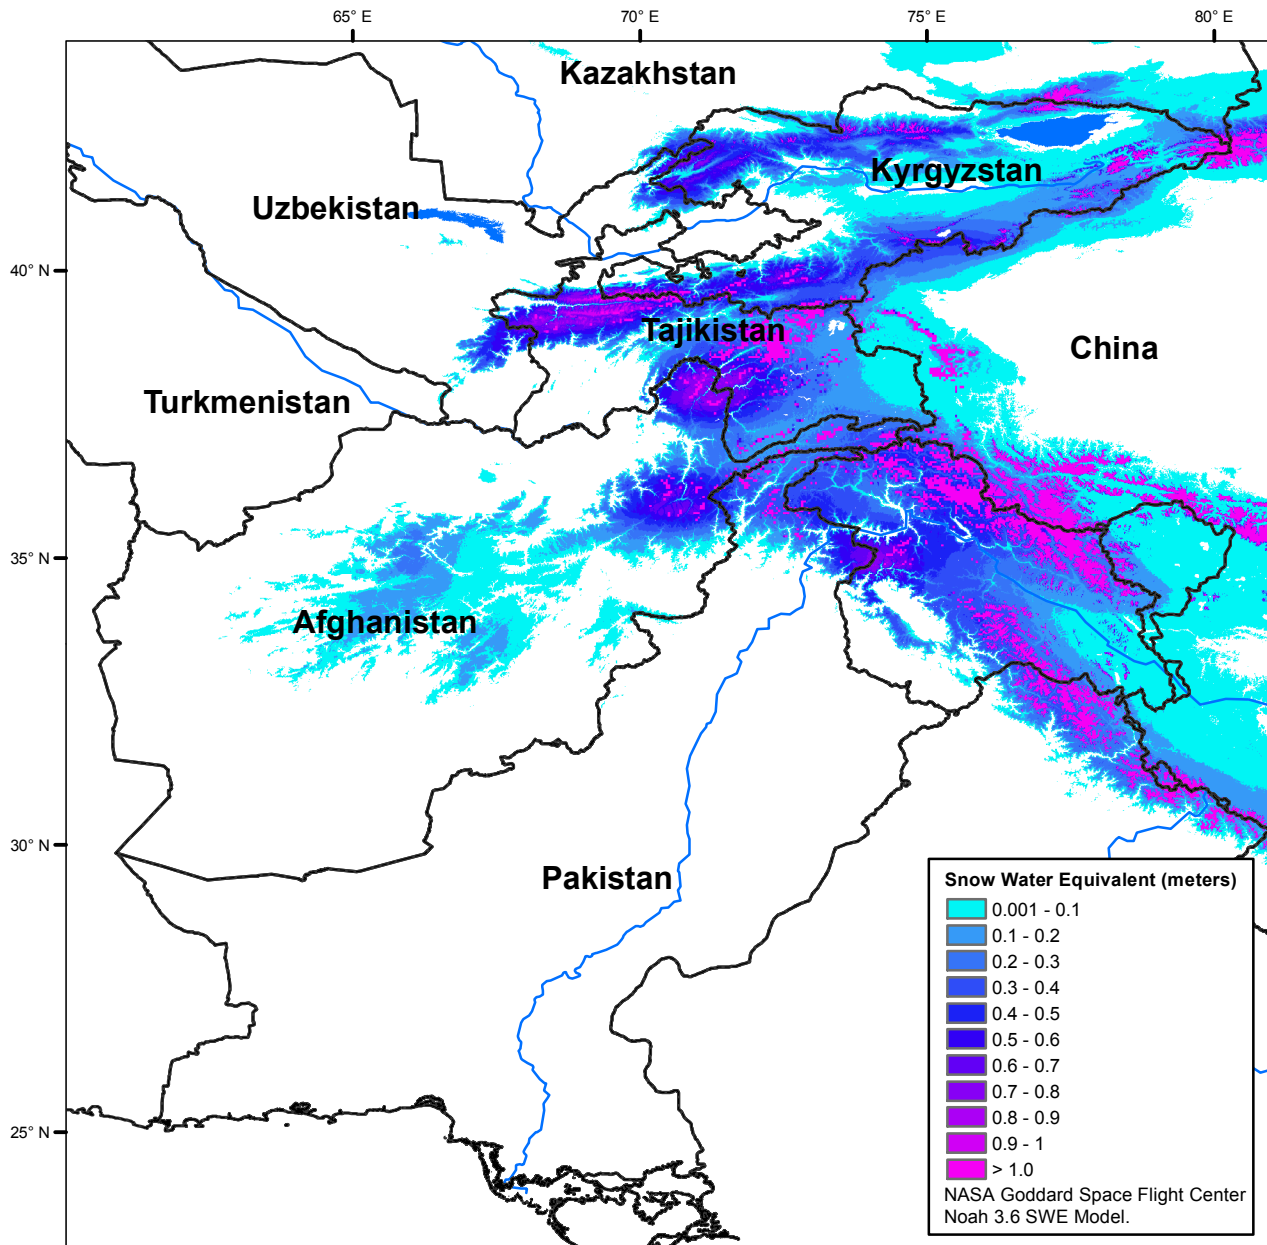 65° E
70° E
75° E
80° E
Kazakhstan
Kyrgyzstan
Uzbekistan
40° N
Tajikistan
China
Turkmenistan
35° N
Afghanistan
30° N
Pakistan
Snow Water Equivalent (meters)
0.001 - 0.1
0.1 - 0.2
0.2 - 0.3
0.3 - 0.4
0.4 - 0.5
0.5 - 0.6
0.6 - 0.7
0.7 - 0.8
0.8 - 0.9
0.9 - 1
> 1.0
NASA Goddard Space Flight Center
Noah 3.6 SWE Model.
25° N